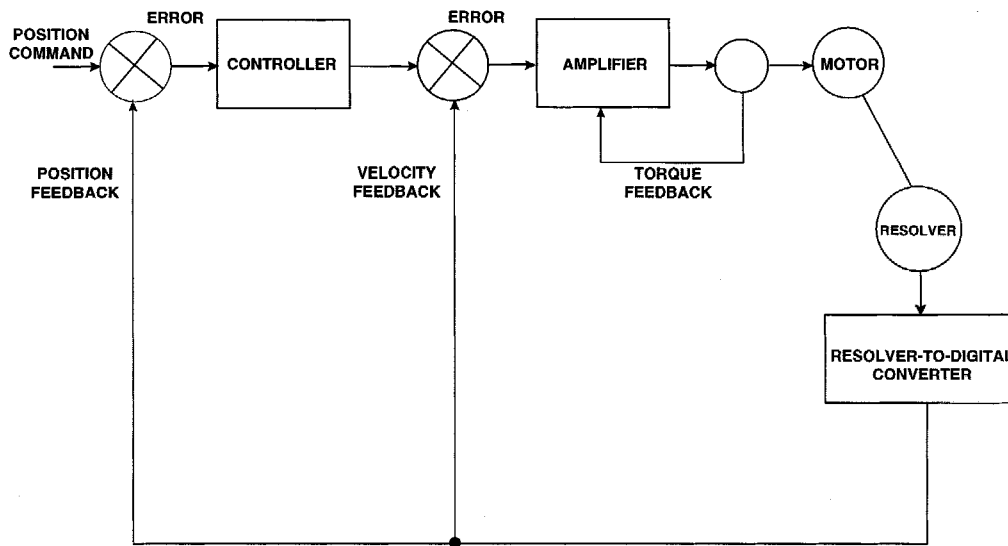 POSITION
COMMAND
ERROR
CONTROLLER
ERROR
AMPLIFIER
MOTOR
POSITION
FEEDBACK
VELOCITY
FEEDBACK
TORQUE
FEEDBACK
RESOLVER
RESOLVER-TO-DIGITAL
CONVERTER